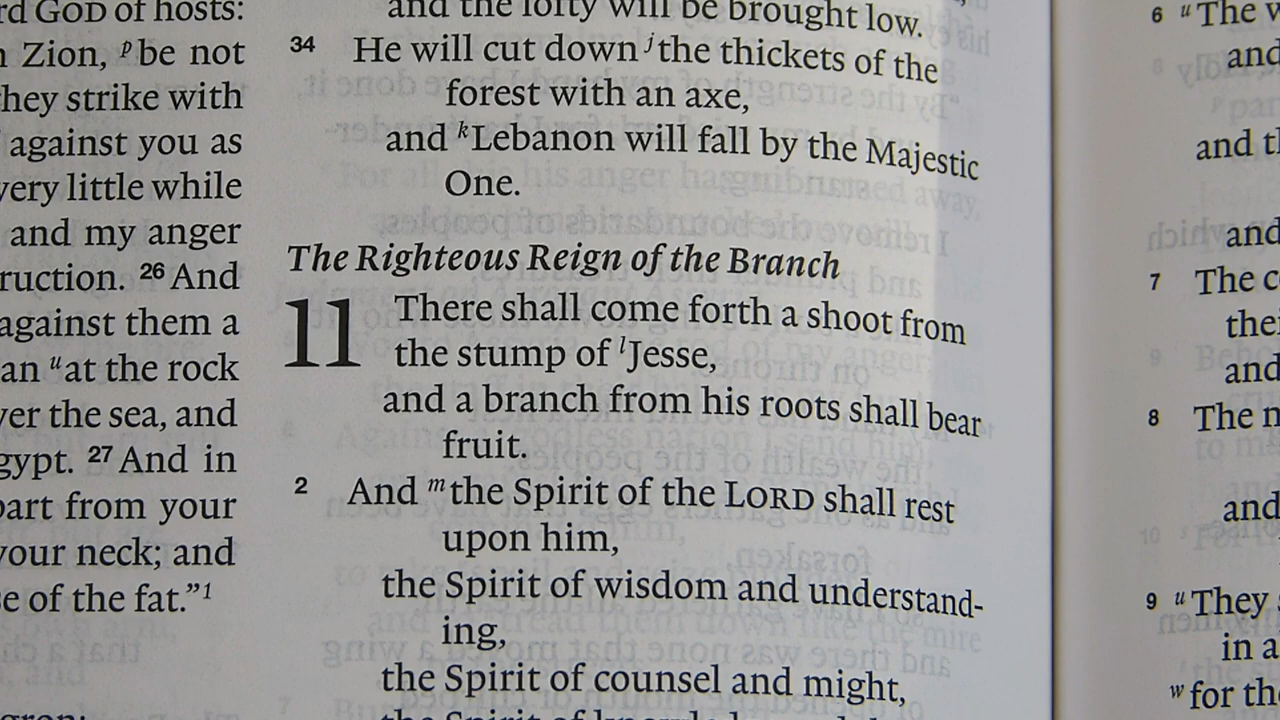 GOD of hosts:
Zion, p be not
they strike with
against you as
very little while
and my anger
26 And
against them a
u at the rock
over the sea, and
27 And in
part from your
your neck; and
of the fat.”1
and the lofty will be brought low.
34 He will cut down j the thickets of the
forest with an axe,
and k Lebanon will fall by the Majestic
One.
The Righteous Reign of the Branch
11 There shall come forth a shoot from
the stump of l Jesse,
and a branch from his roots shall bear
fruit.
2 And m the Spirit of the LORD shall rest
upon him,
the Spirit of wisdom and understand-
ing,
the Spirit of counsel and might,
6 u The
and
and
and
7 The
and
8 The
and
9 u They
in a
w for